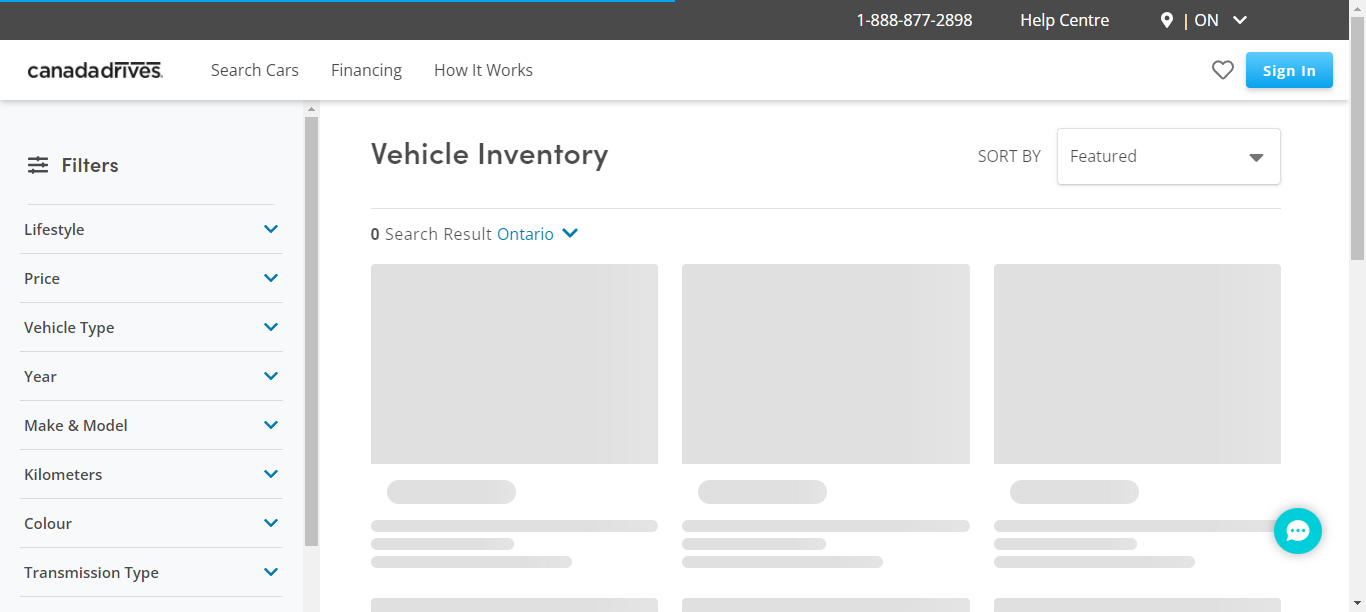 1-888-877-2898 Help Centre | ON
canadadrives. Search Cars Financing How It Works Sign In
Filters
Lifestyle
Price
Vehicle Type
Year
Make & Model
Kilometers
Colour
Transmission Type
Vehicle Inventory
SORT BY Featured
0 Search Result Ontario